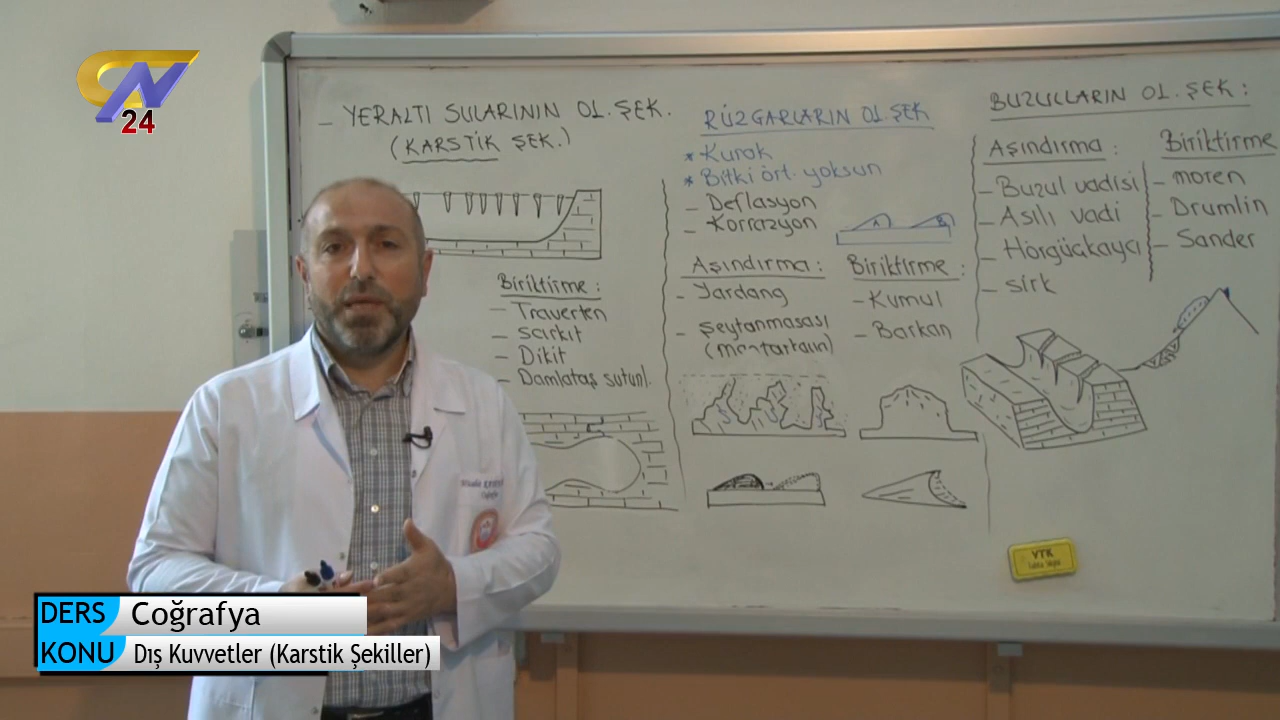 CN
24
YERALTI SULARININ OL. ŞEK.
(KARSTİK ŞEK.)
Biriktirme :
Traverten
Sarkıt
Dikit
Damlataş sütunl.
RÜZGARLARIN OL. ŞEK
* Kurak
* Bitki ört. yoksun
- Deflasyon
- Korrazyon
A B
Aşındırma :
- Yardang
- Şeytanmasası
(mantarkaya)
Biriktirme :
- Kumul
- Barkan
BUZULLARIN OL. ŞEK :
Aşındırma :
- Buzul vadisi
- Asılı vadi
- Hörgüçkaya
- Sirk
Biriktirme
- moren
- Drumlin
- Sander
VTK
DERS Coğrafya
KONU Dış Kuvvetler (Karstik Şekiller)